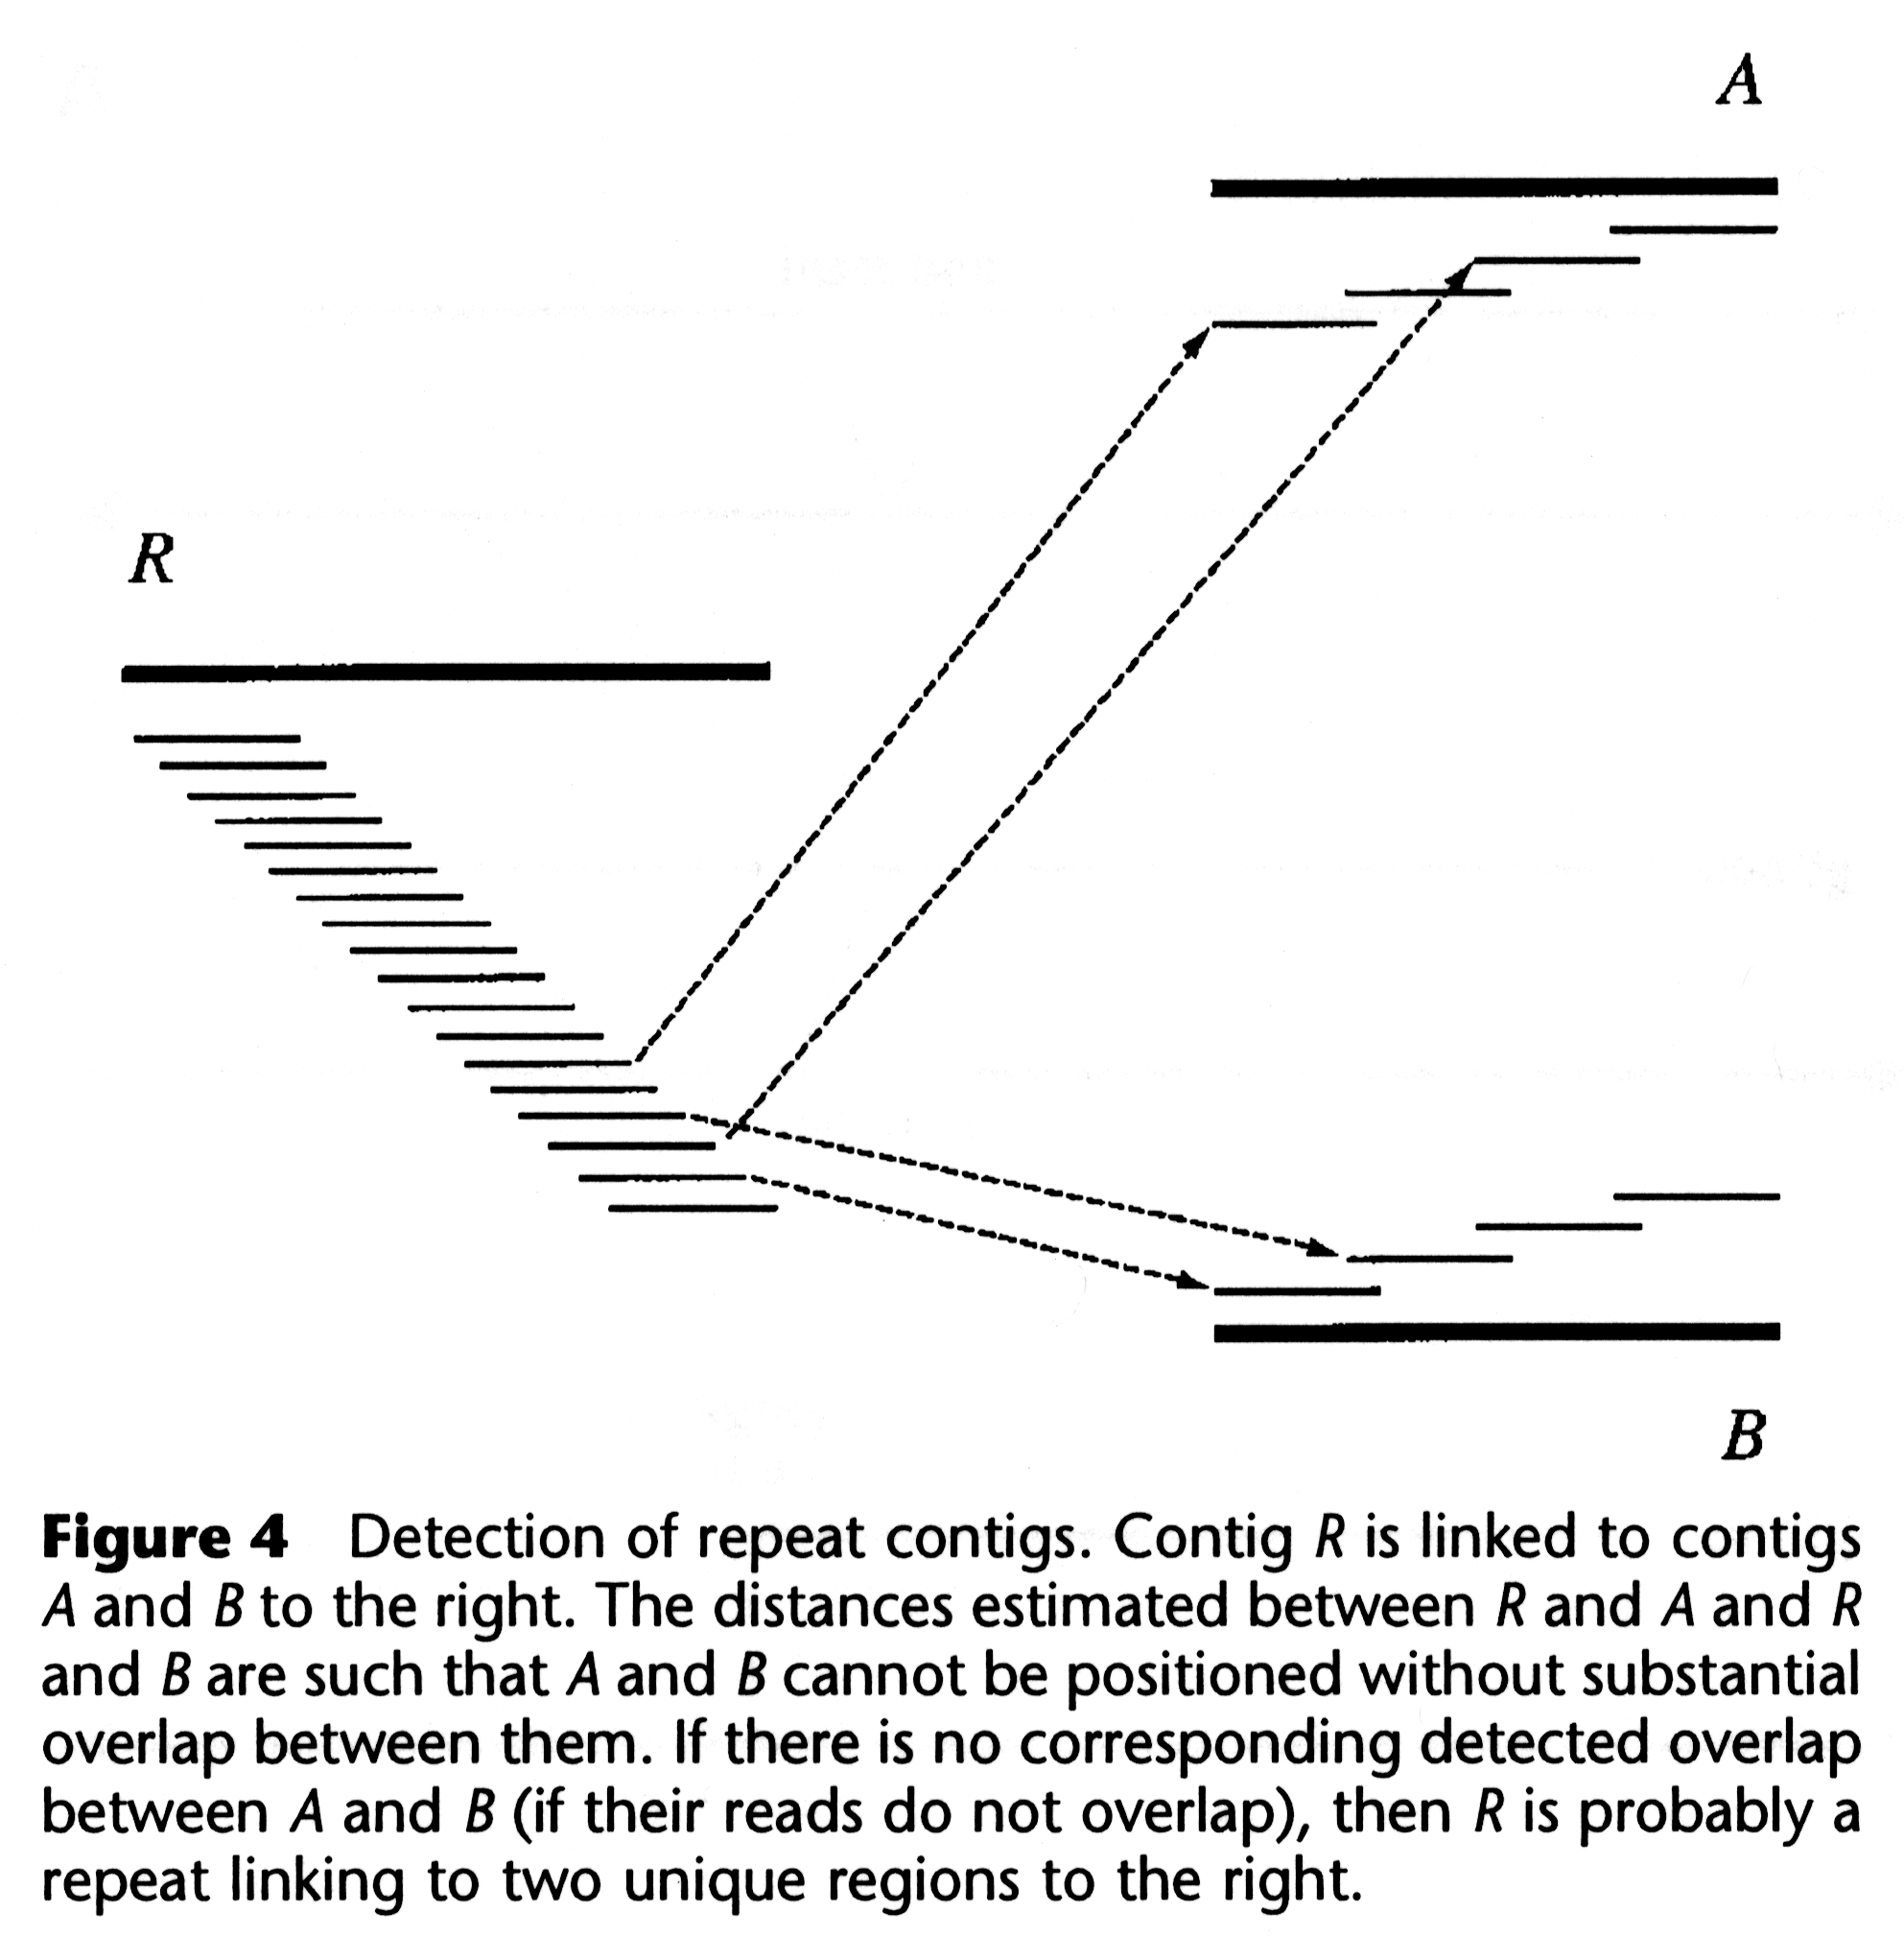 A
R
B
Figure 4 Detection of repeat contigs. Contig R is linked to contigs
A and B to the right. The distances estimated between R and A and R
and B are such that A and B cannot be positioned without substantial
overlap between them. If there is no corresponding detected overlap
between A and B (if their reads do not overlap), then R is probably a
repeat linking to two unique regions to the right.